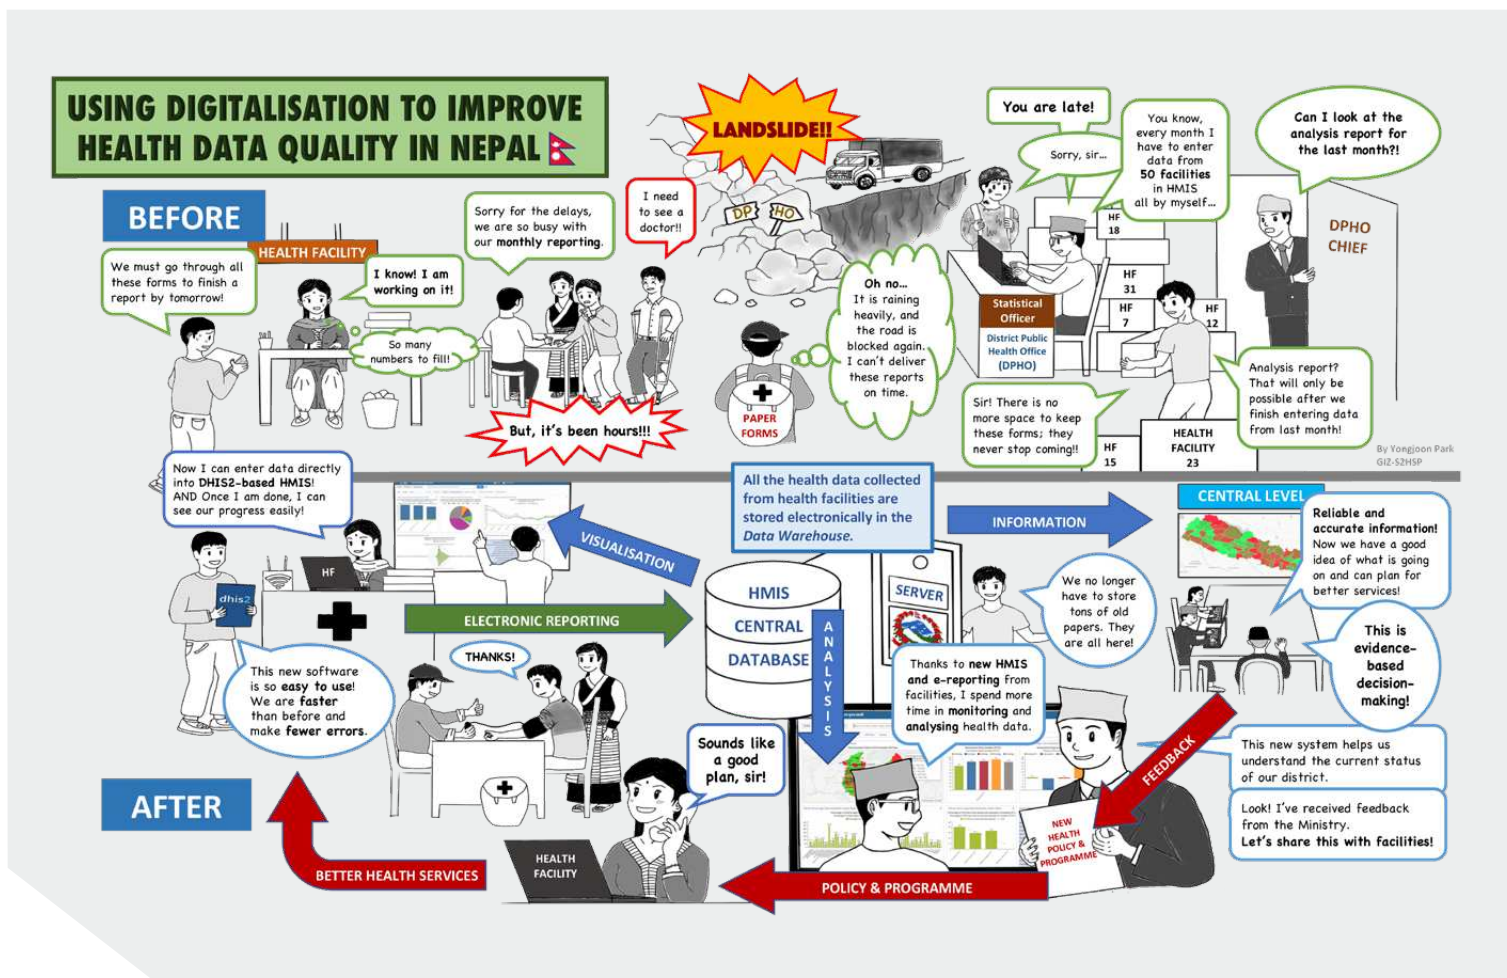 USING DIGITALISATION TO IMPROVE
HEALTH DATA QUALITY IN NEPAL
BEFORE
HEALTH FACILITY
We must go through all
these forms to finish a
report by tomorrow!
I know! I am
working on it!
So many
numbers to fill!
Sorry for the delays,
we are so busy with
our monthly reporting.
I need
to see a
doctor!!
But, it's been hours!!!
LANDSLIDE!!
DP HO
Oh no...
It is raining
heavily, and
the road is
blocked again.
I can't deliver
these reports
on time.
PAPER
FORMS
You are late!
Sorry, sir...
You know,
every month I
have to enter
data from
50 facilities
in HMIS
all by myself...
Can I look at the
analysis report for
the last month?!
DPHO
CHIEF
HF
18
HF
31
HF
7
HF
12
Statistical
Officer
District Public
Health Office
(DPHO)
Sir! There is no
more space to keep
these forms; they
never stop coming!!
Analysis report?
That will only be
possible after we
finish entering data
from last month!
HF
15
HEALTH
FACILITY
23
By Yongjoon Park
GIZ-S2HSP
Now I can enter data directly
into DHIS2-based HMIS!
AND Once I am done, I can
see our progress easily!
HF
dhis2
VISUALISATION
ELECTRONIC REPORTING
All the health data collected
from health facilities are
stored electronically in the
Data Warehouse.
INFORMATION
CENTRAL LEVEL
Reliable and
accurate information!
Now we have a good
idea of what is going
on and can plan for
better services!
HMIS
CENTRAL
DATABASE
SERVER
We no longer
have to store
tons of old
papers. They
are all here!
This is
evidence-
based
decision-
making!
ANALYSIS
This new software
is so easy to use!
We are faster
than before and
make fewer errors.
THANKS!
Thanks to new HMIS
and e-reporting from
facilities, I spend more
time in monitoring and
analysing health data.
Sounds like
a good
plan, sir!
FEEDBACK
This new system helps us
understand the current status
of our district.
Look! I've received feedback
from the Ministry.
Let's share this with facilities!
NEW
HEALTH
POLICY &
PROGRAMME
AFTER
BETTER HEALTH SERVICES
HEALTH
FACILITY
POLICY & PROGRAMME